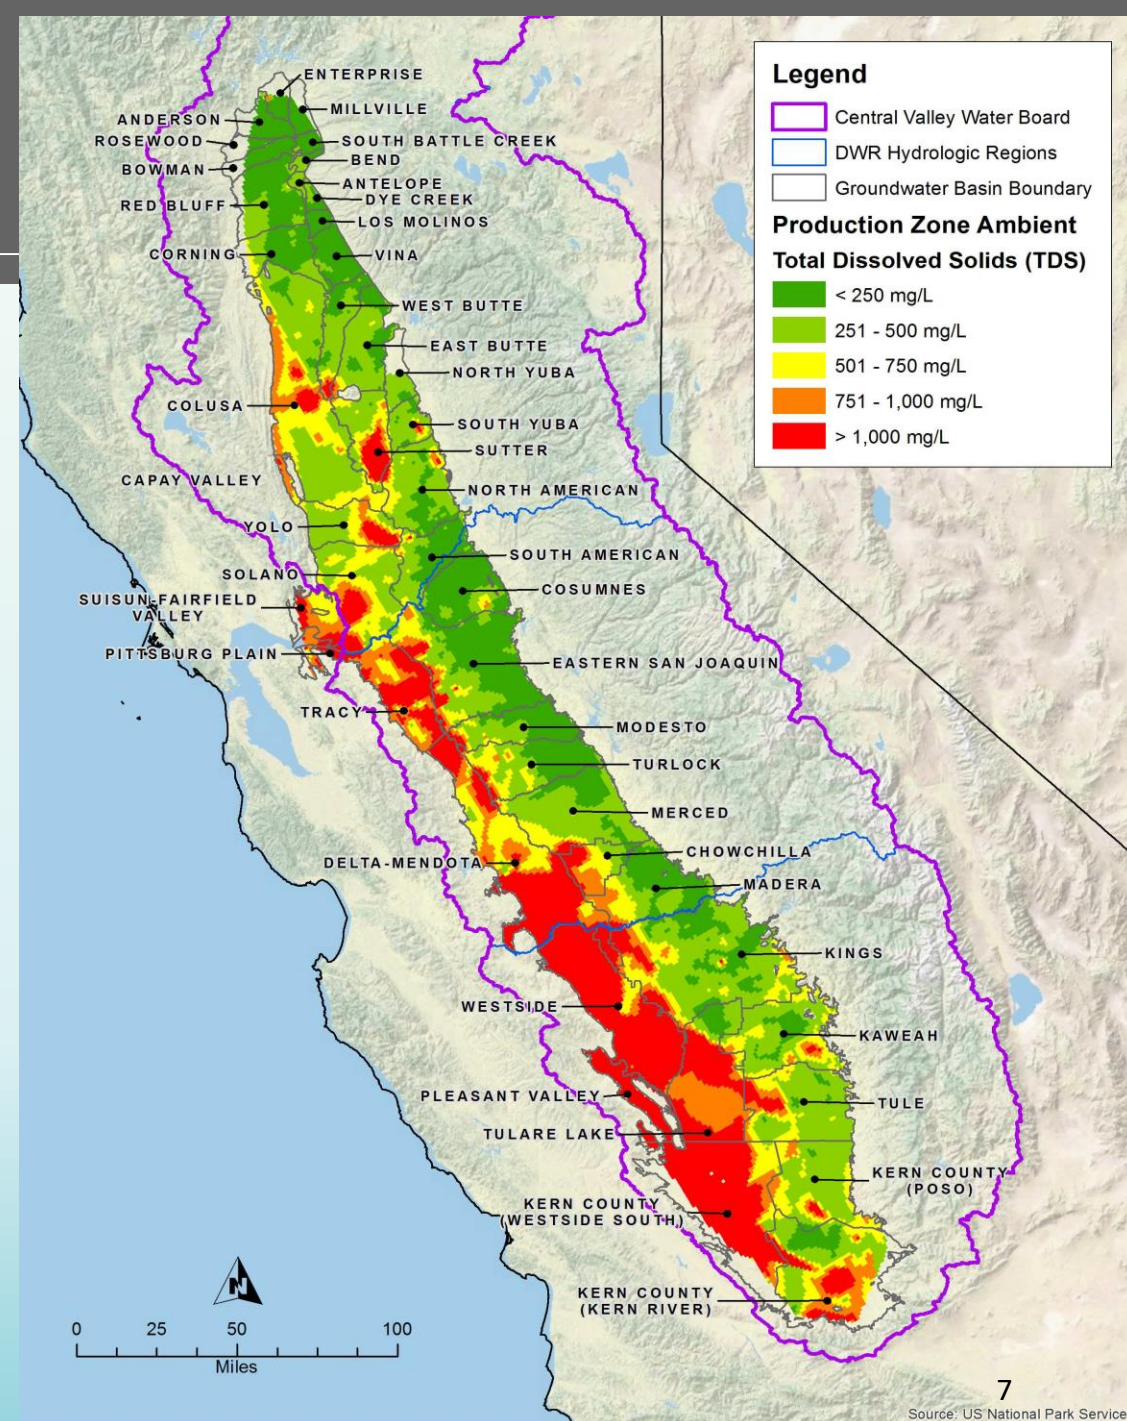 Legend
Central Valley Water Board
DWR Hydrologic Regions
Groundwater Basin Boundary
Production Zone Ambient
Total Dissolved Solids (TDS)
< 250 mg/L
251 - 500 mg/L
501 - 750 mg/L
751 - 1,000 mg/L
> 1,000 mg/L
ENTERPRISE
MILLVILLE
ANDERSON
ROSEWOOD
SOUTH BATTLE CREEK
BEND
BOWMAN
ANTELOPE
DYE CREEK
RED BLUFF
LOS MOLINOS
CORNING
VINA
WEST BUTTE
EAST BUTTE
NORTH YUBA
COLUSA
SOUTH YUBA
SUTTER
CAPAY VALLEY
NORTH AMERICAN
YOLO
SOUTH AMERICAN
SOLANO
COSUMNES
SUISUN-FAIRFIELD
VALLEY
PITTSBURG PLAIN
EASTERN SAN JOAQUIN
TRACY
MODESTO
TURLOCK
MERCED
CHOWCHILLA
DELTA-MENDOTA
MADERA
KINGS
WESTSIDE
KAWEAH
PLEASANT VALLEY
TULE
TULARE LAKE
KERN COUNTY
(POSO)
KERN COUNTY
(WESTSIDE SOUTH)
KERN COUNTY
(KERN RIVER)
N
0 25 50 100
Miles
7
Source: US National Park Service